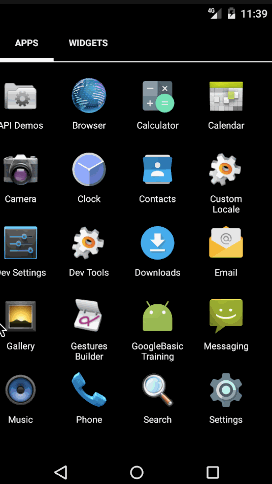 4G 11:39
APPS WIDGETS
API Demos Browser Calculator Calendar
Camera Clock Contacts Custom
Locale
Dev Settings Dev Tools Downloads Email
Gallery Gestures GoogleBasic Messaging
Builder Training
Music Phone Search Settings